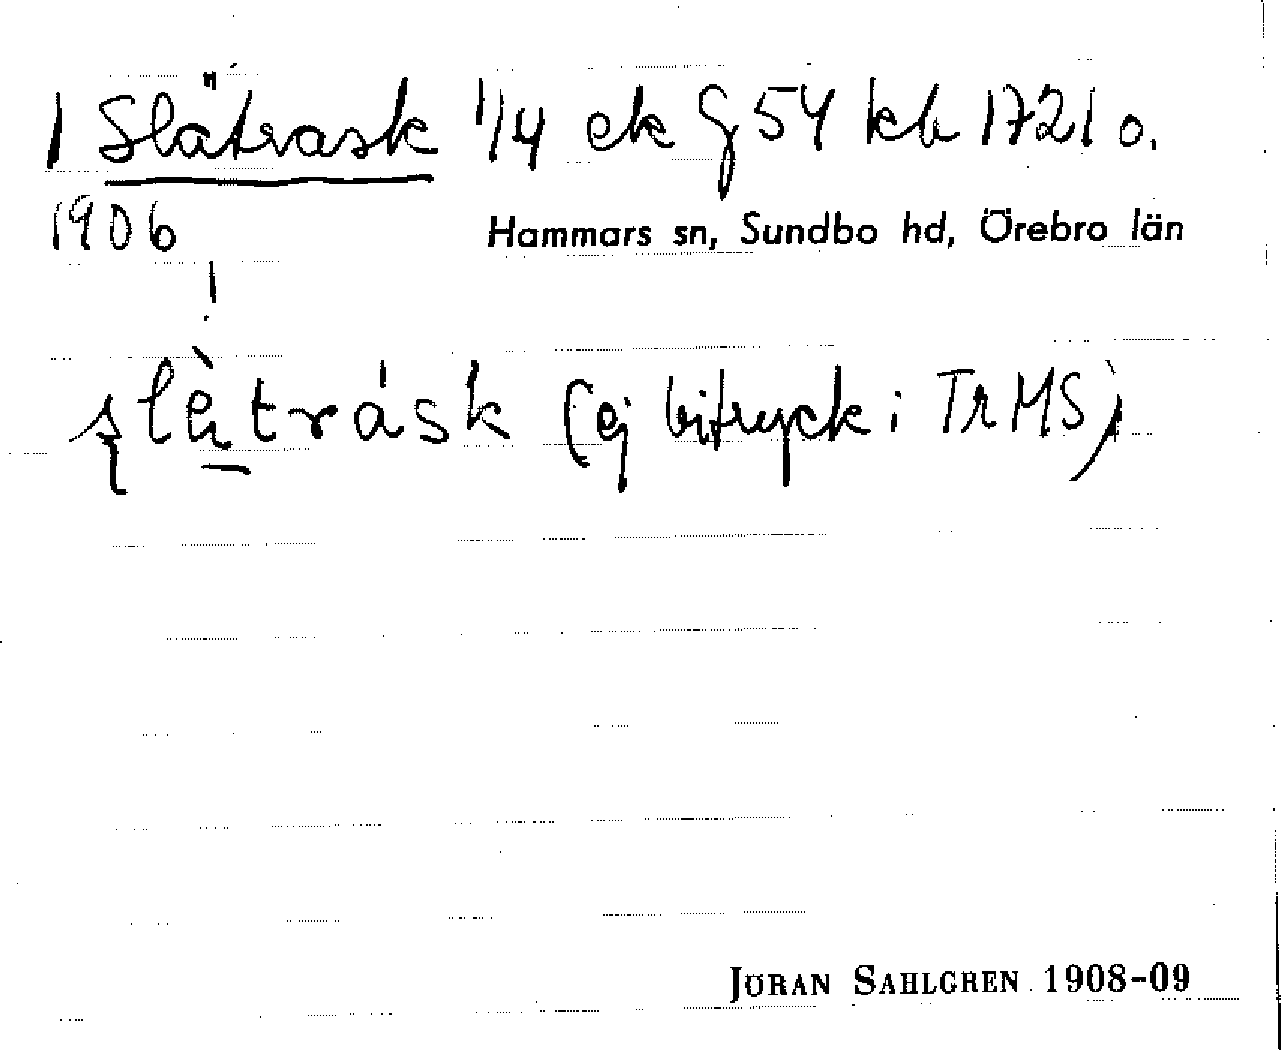 1 Slätrask 1/4 ek G 54 kb 1721 o.
1906
Hammars sn, Sundbo hd, Örebro län
!
slètrásk (ej bitryck i TrMS)
JÖRAN SAHLGREN 1908-09